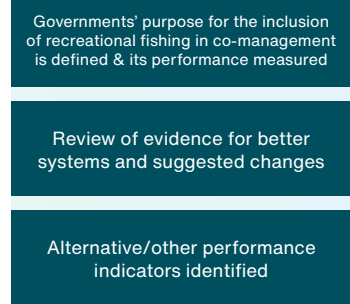 Governments' purpose for the inclusion
of recreational fishing in co-management
is defined & its performance measured
Review of evidence for better
systems and suggested changes
Alternative/other performance
indicators identified